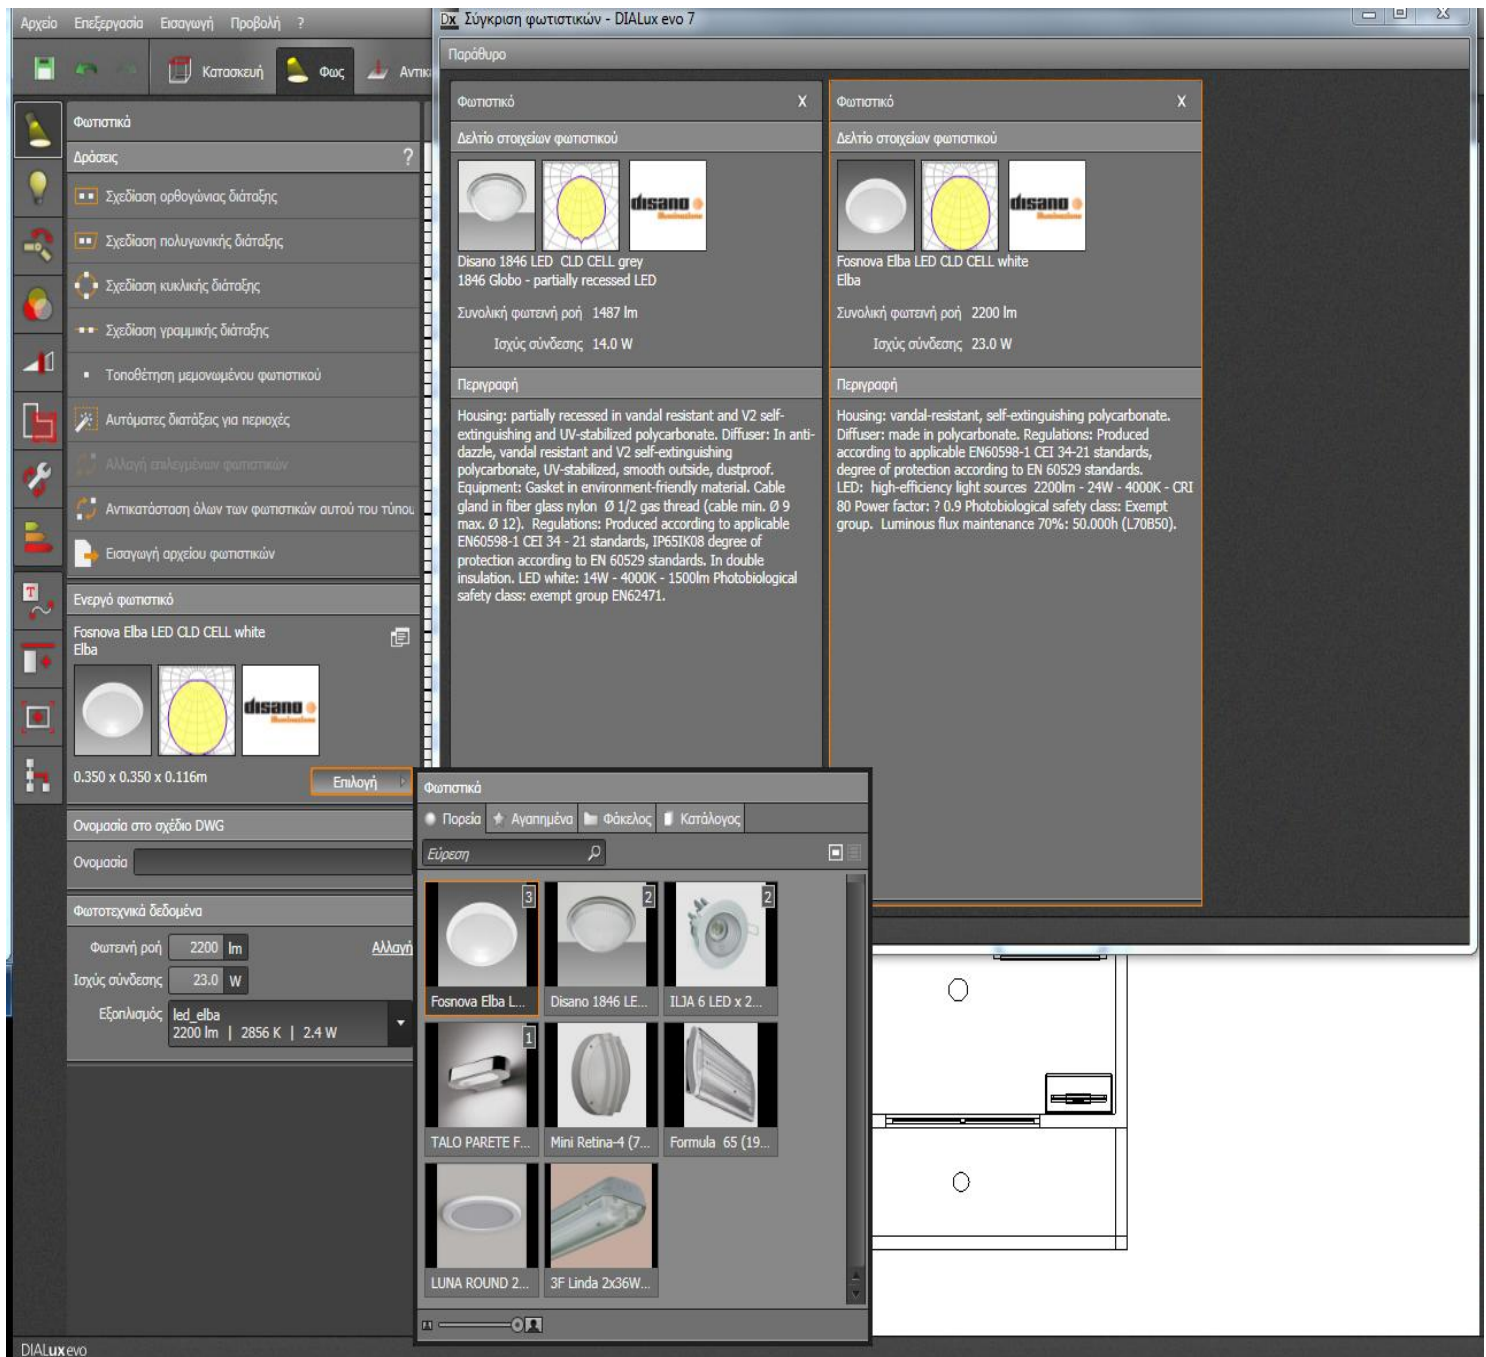 Αρχείο Επεξεργασία Εισαγωγή Προβολή ?
Κατασκευή Φως
Φωτιστικά
Δράσεις ?
Σχεδίαση ορθογώνιας διάταξης
Σχεδίαση πολυγωνικής διάταξης
Σχεδίαση κυκλικής διάταξης
Σχεδίαση γραμμικής διάταξης
Τοποθέτηση μεμονωμένου φωτιστικού
Αυτόματες διατάξεις για περιοχές
Αλλαγή επιλεγμένων φωτιστικών
Αντικατάσταση όλων των φωτιστικών αυτού του τύπου
Εισαγωγή αρχείου φωτιστικών
Ενεργό φωτιστικό
Fosnova Elba LED CLD CELL white
Elba
disano
0.350 x 0.350 x 0.116m
Επιλογή
Ονομασία στο σχέδιο DWG
Ονομασία
Φωτοτεχνικά δεδομένα
Φωτεινή ροή 2200 lm Αλλαγή
Ισχύς σύνδεσης 23.0 W
Εξοπλισμός led_elba
2200 lm | 2856 K | 2.4 W
DIALux evo
Dx Σύγκριση φωτιστικών - DIALux evo 7
Παράθυρο
Φωτιστικό X
Δελτίο στοιχείων φωτιστικού
disano
Disano 1846 LED CLD CELL grey
1846 Globo - partially recessed LED
Συνολική φωτεινή ροή 1487 lm
Ισχύς σύνδεσης 14.0 W
Περιγραφή
Housing: partially recessed in vandal resistant and V2 self-
extinguishing and UV-stabilized polycarbonate. Diffuser: In anti-
dazzle, vandal resistant and V2 self-extinguishing
polycarbonate, UV-stabilized, smooth outside, dustproof.
Equipment: Gasket in environment-friendly material. Cable
gland in fiber glass nylon Ø 1/2 gas thread (cable min. Ø 9
max. Ø 12). Regulations: Produced according to applicable
EN60598-1 CEI 34 - 21 standards, IP65IK08 degree of
protection according to EN 60529 standards. In double
insulation. LED white: 14W - 4000K - 1500lm Photobiological
safety class: exempt group EN62471.
Φωτιστικό X
Δελτίο στοιχείων φωτιστικού
disano
Fosnova Elba LED CLD CELL white
Elba
Συνολική φωτεινή ροή 2200 lm
Ισχύς σύνδεσης 23.0 W
Περιγραφή
Housing: vandal-resistant, self-extinguishing polycarbonate.
Diffuser: made in polycarbonate. Regulations: Produced
according to applicable EN60598-1 CEI 34-21 standards,
degree of protection according to EN 60529 standards.
LED: high-efficiency light sources 2200lm - 24W - 4000K - CRI
80 Power factor: ? 0.9 Photobiological safety class: Exempt
group. Luminous flux maintenance 70%: 50.000h (L70B50).
Φωτιστικά
Πορεία Αγαπημένα Φάκελος Κατάλογος
Εύρεση
3 2 2
Fosnova Elba L... Disano 1846 LE... ILJA 6 LED x 2...
1
TALO PARETE F... Mini Retina-4 (7... Formula 65 (19...
LUNA ROUND 2... 3F Linda 2x36W...